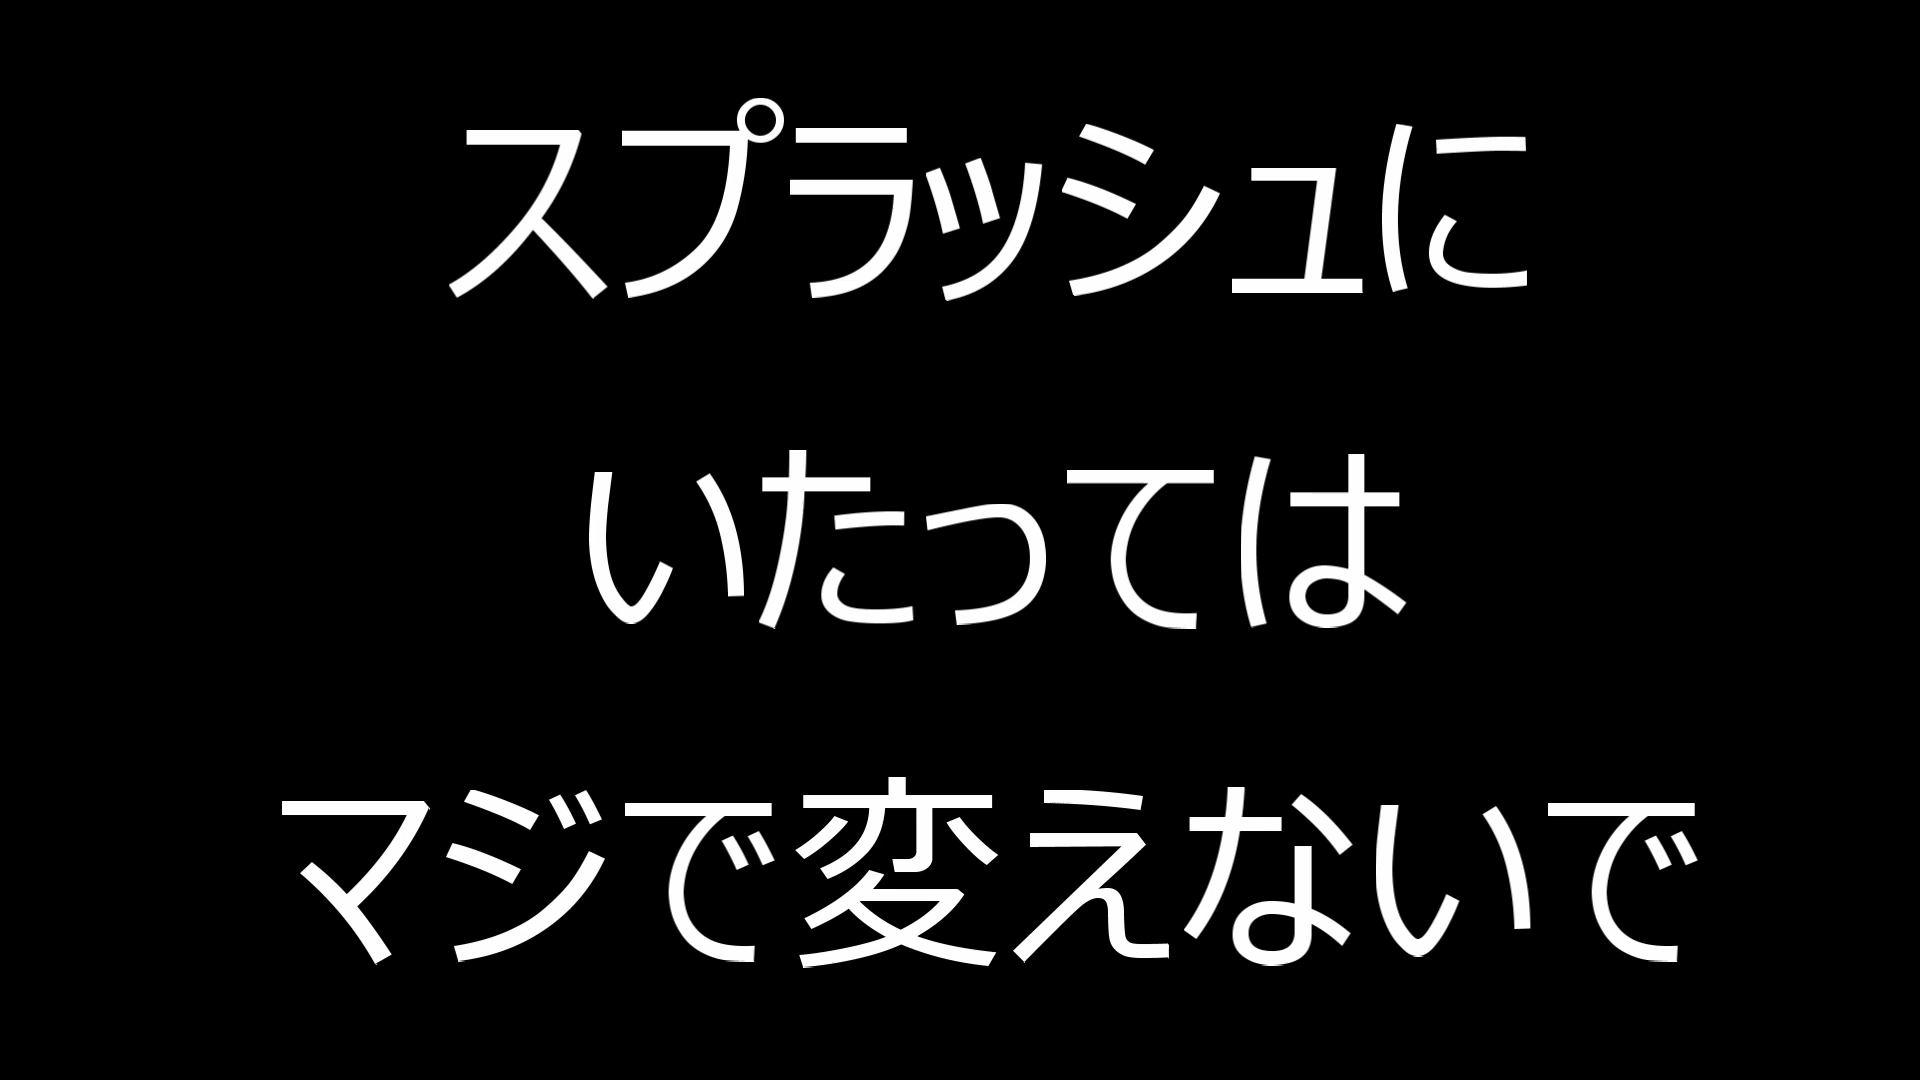 スプラッシュに
いたっては
マジで変えないで